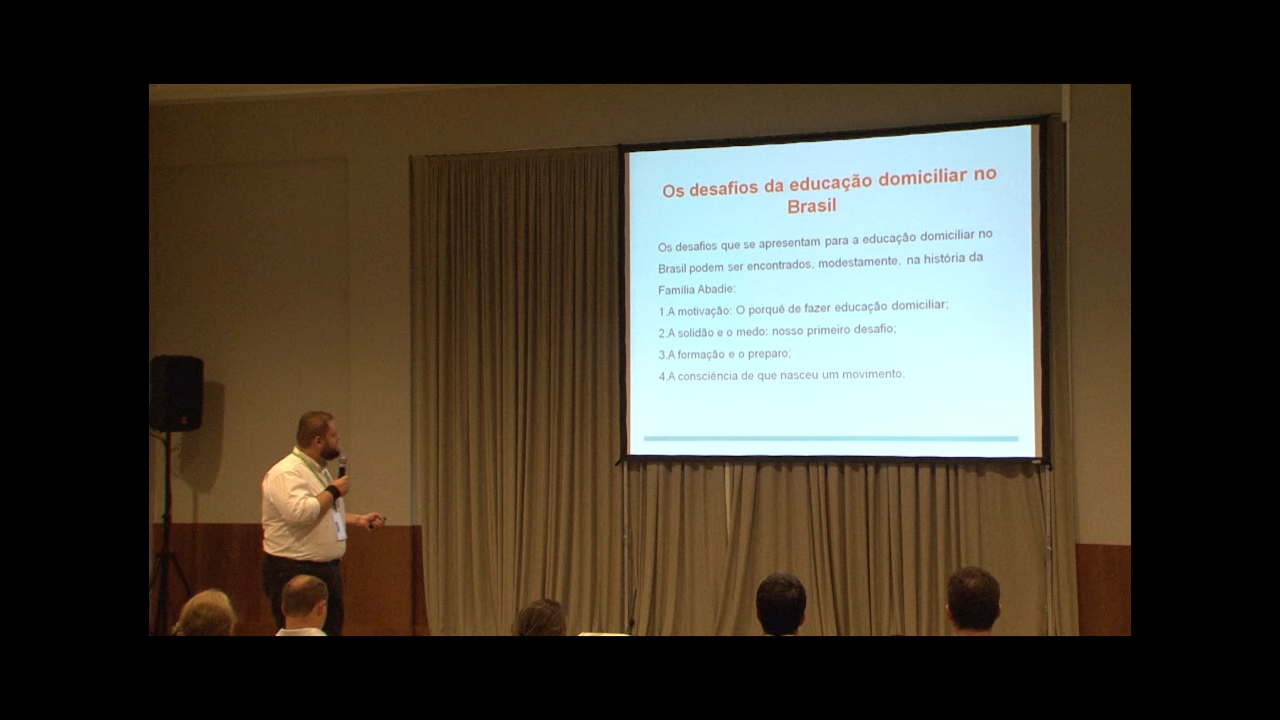 Os desafios da educação domiciliar no
Brasil
Os desafios que se apresentam para a educação domiciliar no
Brasil podem ser encontrados, modestamente, na história da
Família Abadie:
1.A motivação: O porquê de fazer educação domiciliar;
2.A solidão e o medo: nosso primeiro desafio;
3.A formação e o preparo;
4.A consciência de que nasceu um movimento;